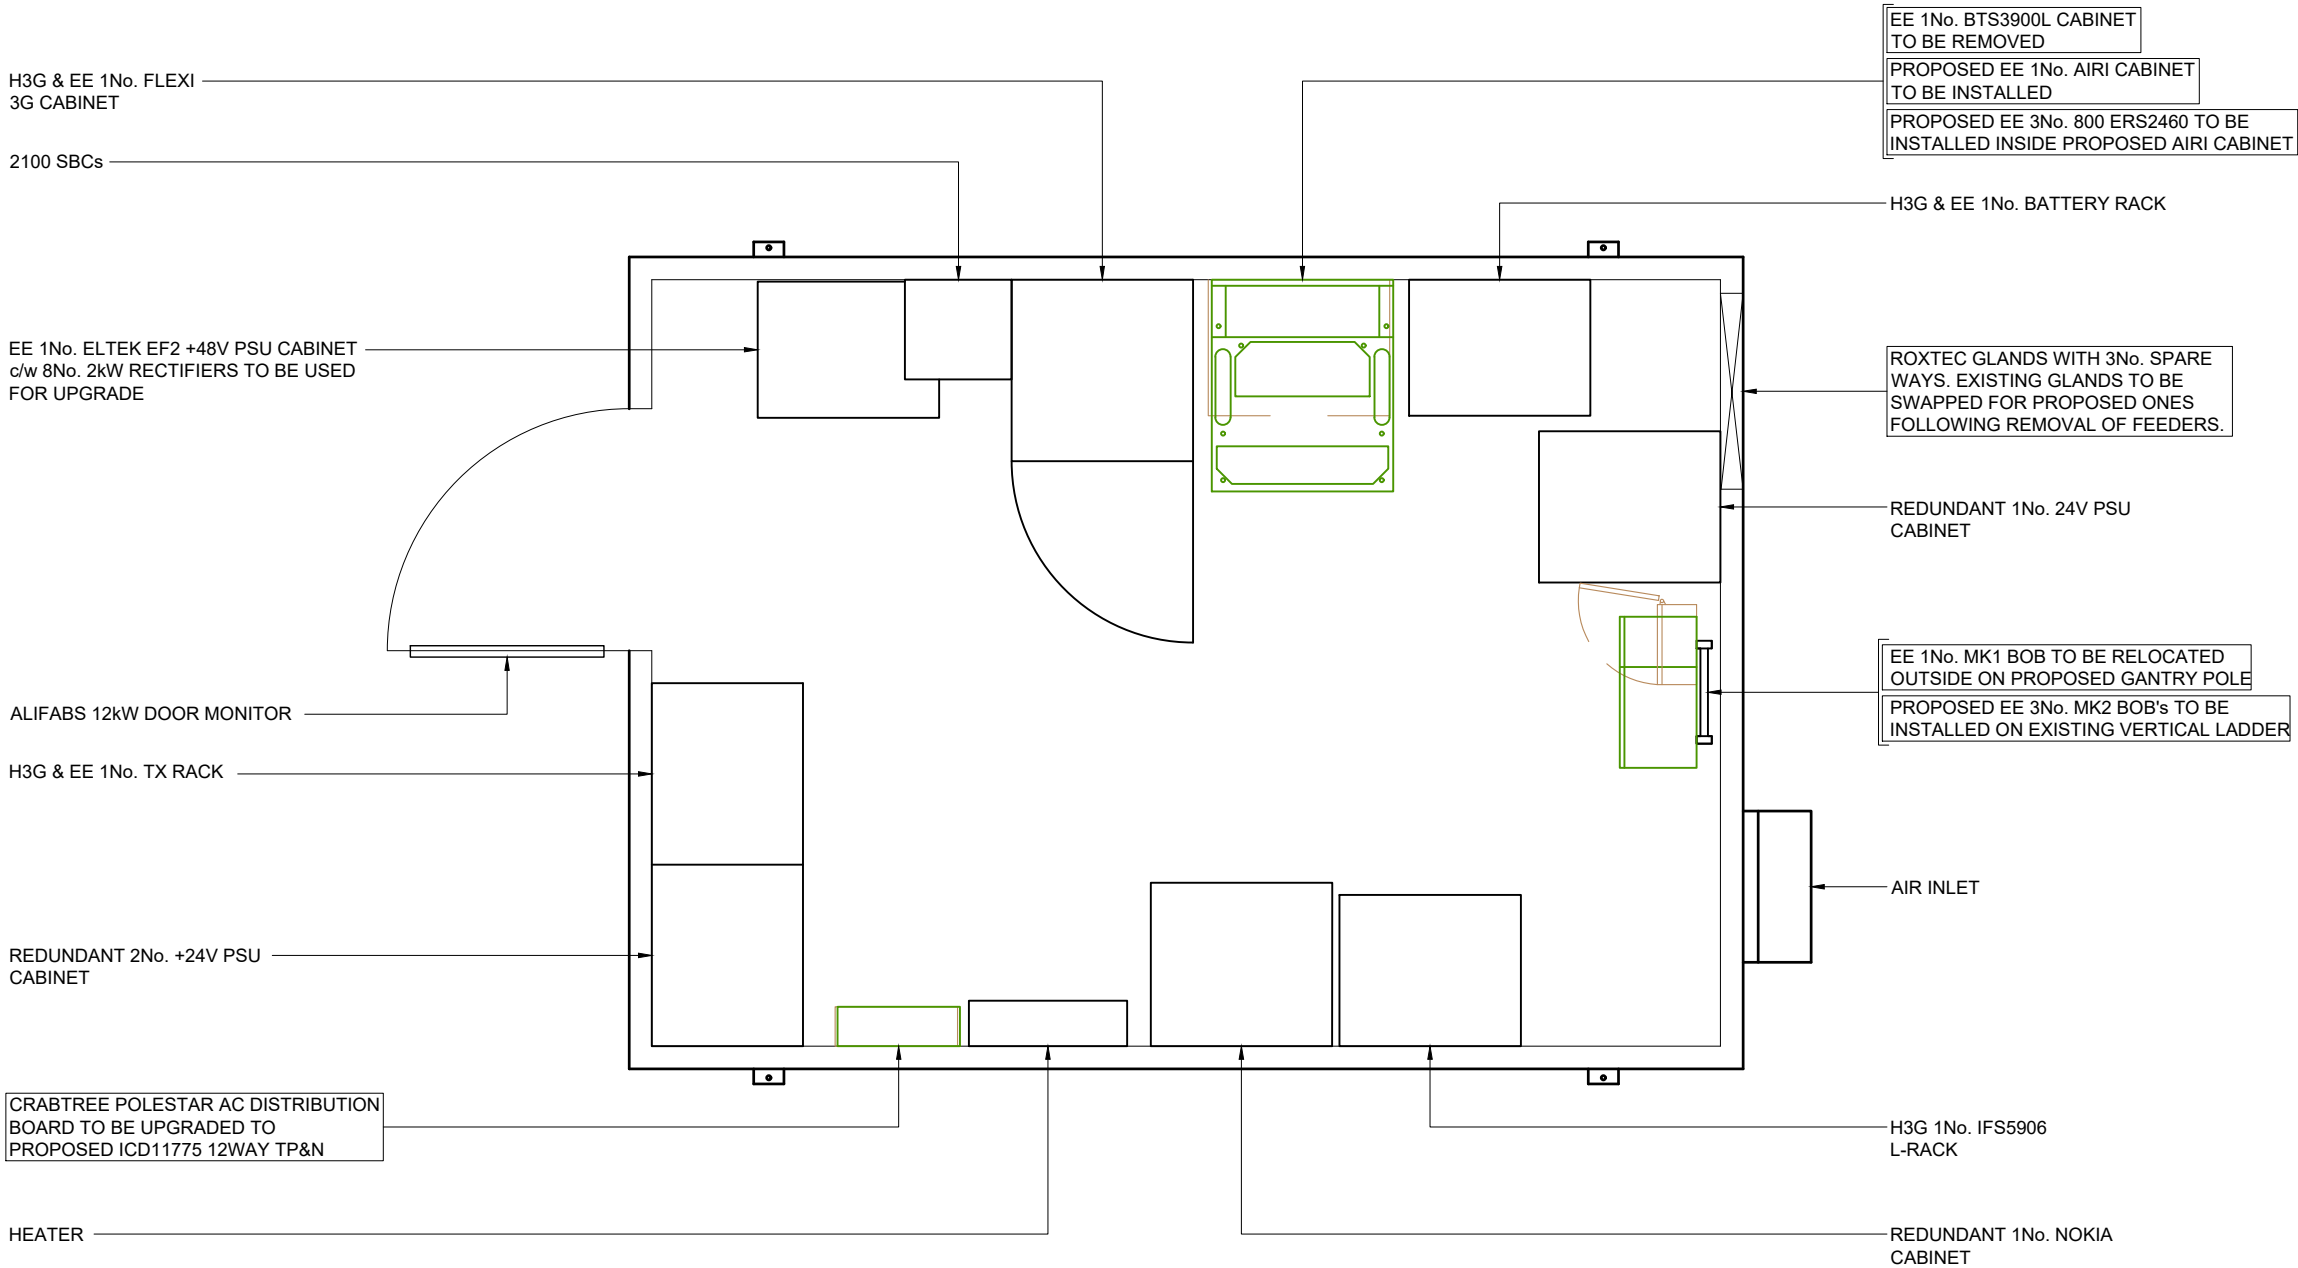 H3G & EE 1No. FLEXI
3G CABINET
2100 SBCs
EE 1No. ELTEK EF2 +48V PSU CABINET
c/w 8No. 2kW RECTIFIERS TO BE USED
FOR UPGRADE
ALIFABS 12kW DOOR MONITOR
H3G & EE 1No. TX RACK
REDUNDANT 2No. +24V PSU
CABINET
CRABTREE POLESTAR AC DISTRIBUTION
BOARD TO BE UPGRADED TO
PROPOSED ICD11775 12WAY TP&N
HEATER
EE 1No. BTS3900L CABINET
TO BE REMOVED
PROPOSED EE 1No. AIRI CABINET
TO BE INSTALLED
PROPOSED EE 3No. 800 ERS2460 TO BE
INSTALLED INSIDE PROPOSED AIRI CABINET
H3G & EE 1No. BATTERY RACK
ROXTEC GLANDS WITH 3No. SPARE
WAYS. EXISTING GLANDS TO BE
SWAPPED FOR PROPOSED ONES
FOLLOWING REMOVAL OF FEEDERS.
REDUNDANT 1No. 24V PSU
CABINET
EE 1No. MK1 BOB TO BE RELOCATED
OUTSIDE ON PROPOSED GANTRY POLE
PROPOSED EE 3No. MK2 BOB's TO BE
INSTALLED ON EXISTING VERTICAL LADDER
AIR INLET
H3G 1No. IFS5906
L-RACK
REDUNDANT 1No. NOKIA
CABINET